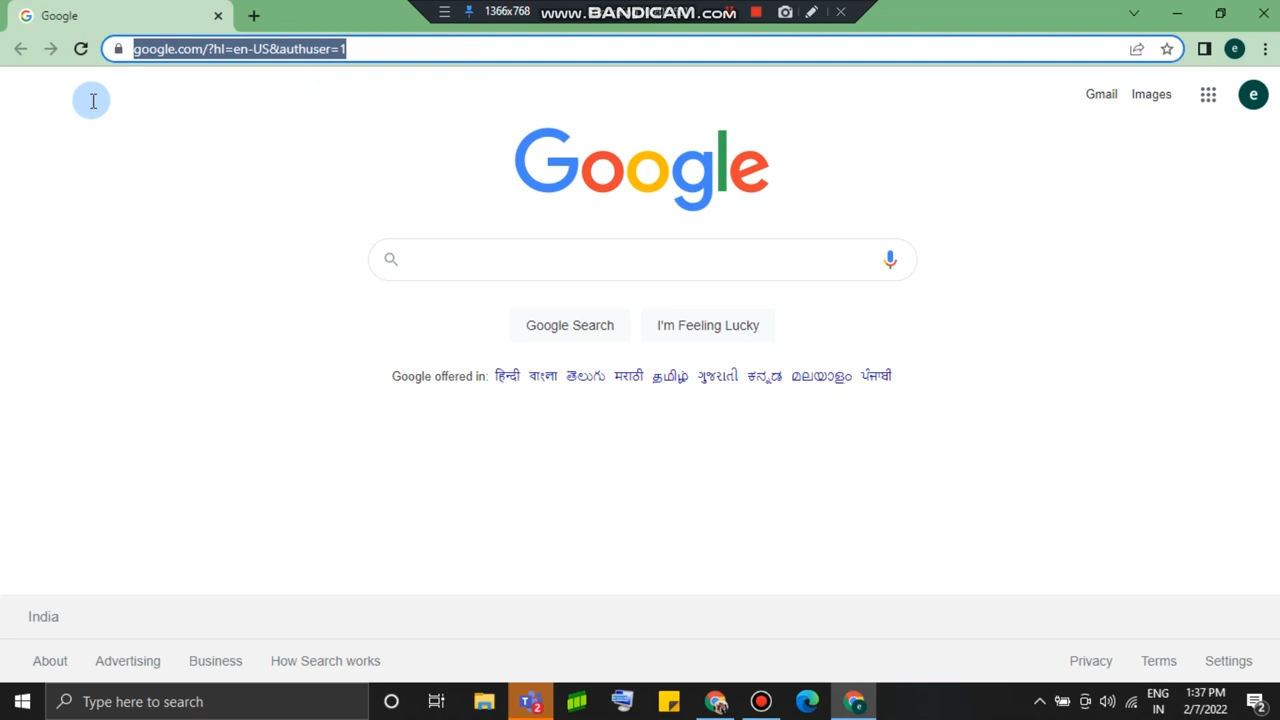 Google
1366x768 www.BANDICAM.com
google.com/?hl=en-US&authuser=1
e
Gmail Images e
Google
Google Search I'm Feeling Lucky
Google offered in: हिन्दी বাংলা తెలుగు मराठी தமிழ் ગુજરાતી ಕನ್ನಡ മലയാളം ਪੰਜਾਬੀ
India
About Advertising Business How Search works Privacy Terms Settings
Type here to search 2 e ENG IN 1:37 PM 2/7/2022 2